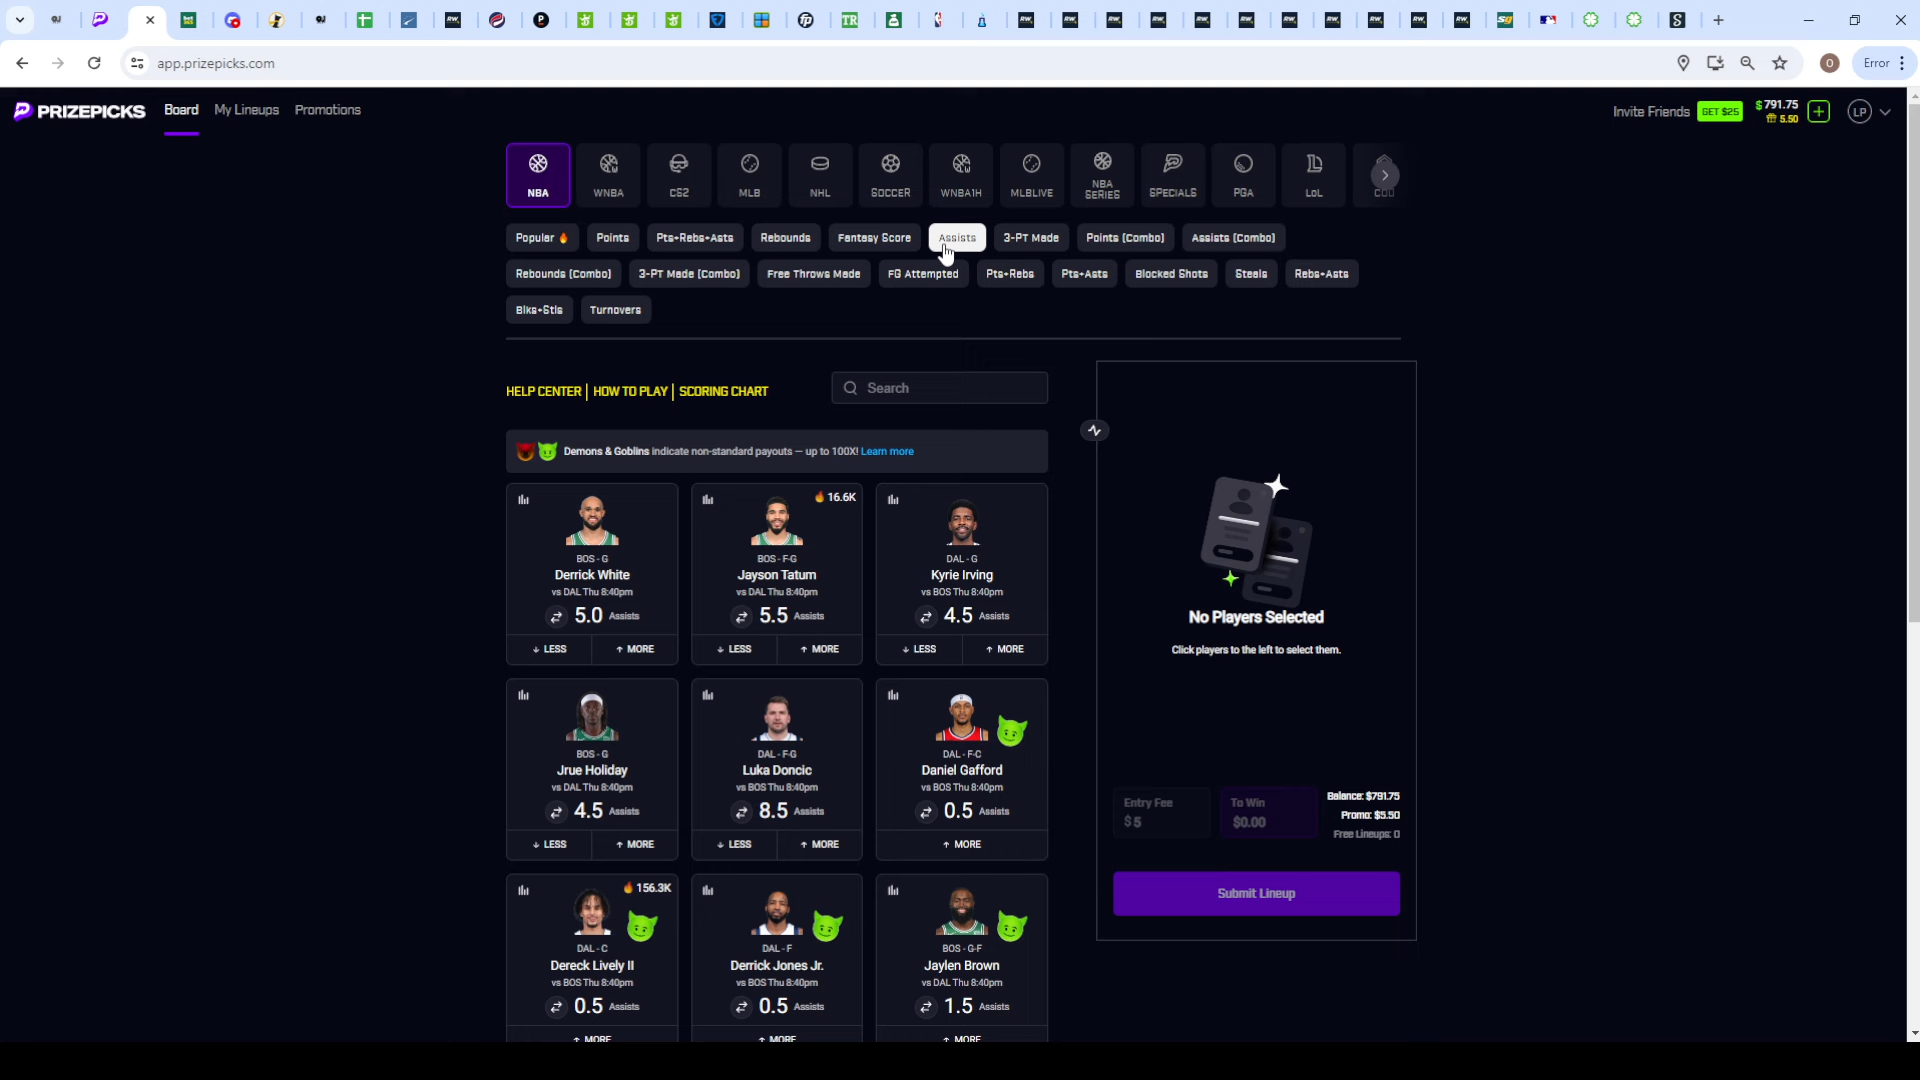 app.prizepicks.com
Error
PRIZEPICKS
Board
My Lineups
Promotions
Invite Friends
GET $25
$791.75
5.50
LP
NBA
WNBA
CS2
MLB
NHL
SOCCER
WNBA1H
MLBLIVE
NBA
SERIES
SPECIALS
PGA
LoL
COD
Popular
Points
Pts+Rebs+Asts
Rebounds
Fantasy Score
Assists
3-PT Made
Points (Combo)
Assists (Combo)
Rebounds (Combo)
3-PT Made (Combo)
Free Throws Made
FG Attempted
Pts+Rebs
Pts+Asts
Blocked Shots
Steals
Rebs+Asts
Blks+Stls
Turnovers
HELP CENTER
HOW TO PLAY
SCORING CHART
Search
Demons & Goblins indicate non-standard payouts — up to 100X! Learn more
BOS - G
Derrick White
vs DAL Thu 8:40pm
5.0 Assists
LESS
MORE
16.6K
BOS - F-G
Jayson Tatum
vs DAL Thu 8:40pm
5.5 Assists
LESS
MORE
DAL - G
Kyrie Irving
vs BOS Thu 8:40pm
4.5 Assists
LESS
MORE
BOS - G
Jrue Holiday
vs DAL Thu 8:40pm
4.5 Assists
LESS
MORE
DAL - F-G
Luka Doncic
vs BOS Thu 8:40pm
8.5 Assists
LESS
MORE
DAL - F-C
Daniel Gafford
vs BOS Thu 8:40pm
0.5 Assists
MORE
156.3K
DAL - C
Dereck Lively II
vs BOS Thu 8:40pm
0.5 Assists
MORE
DAL - F
Derrick Jones Jr.
vs BOS Thu 8:40pm
0.5 Assists
MORE
BOS - G-F
Jaylen Brown
vs DAL Thu 8:40pm
1.5 Assists
MORE
No Players Selected
Click players to the left to select them.
Entry Fee
$5
To Win
$0.00
Balance: $791.75
Promo: $5.50
Free Lineups: 0
Submit Lineup